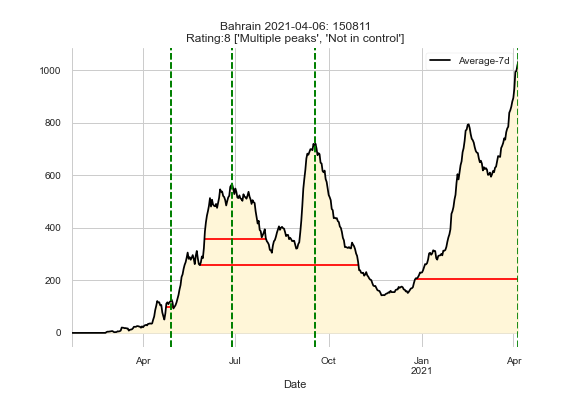 Bahrain 2021-04-06: 150811
Rating:8 ['Multiple peaks', 'Not in control']
Average-7d
1000
800
600
400
200
0
Apr
Jul
Oct
Jan
2021
Apr
Date